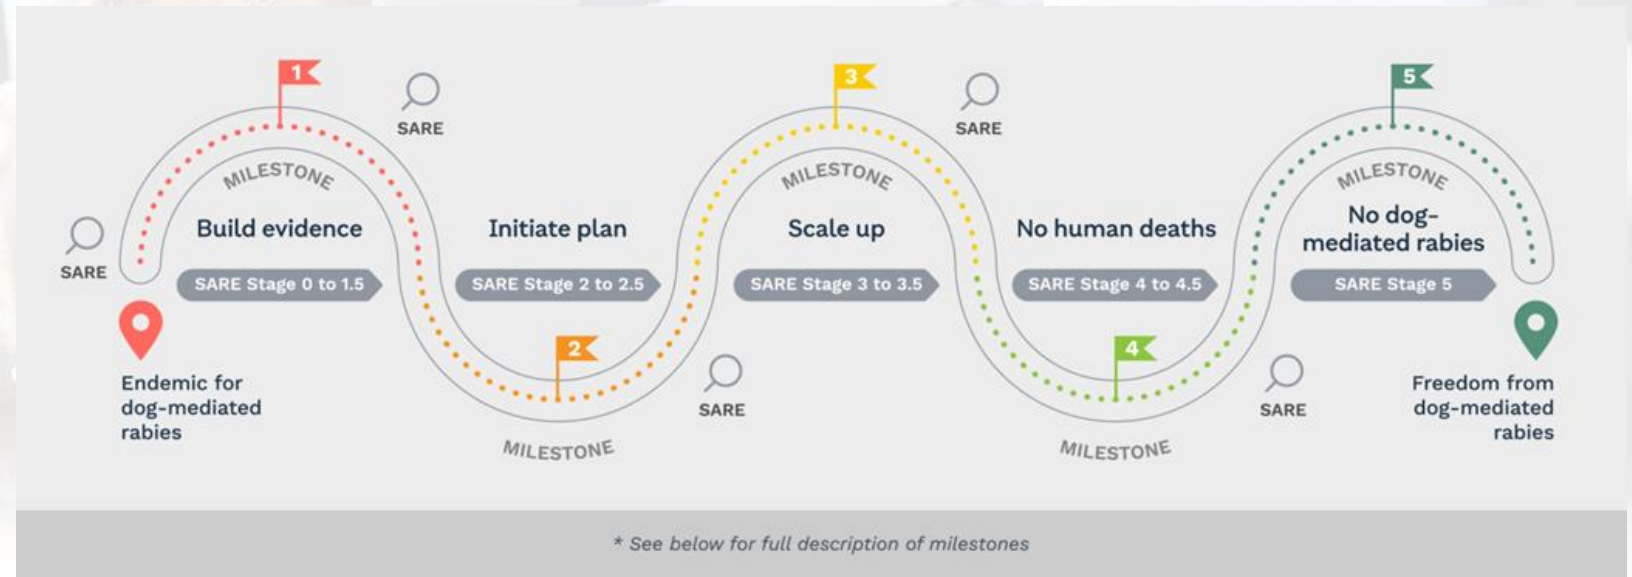 1
SARE
MILESTONE
Build evidence
SARE Stage 0 to 1.5
SARE
Endemic for
dog-mediated
rabies
2
Initiate plan
SARE Stage 2 to 2.5
MILESTONE
SARE
3
MILESTONE
Scale up
SARE Stage 3 to 3.5
SARE
4
No human deaths
SARE Stage 4 to 4.5
MILESTONE
SARE
5
MILESTONE
No dog-
mediated rabies
SARE Stage 5
Freedom from
dog-mediated
rabies
* See below for full description of milestones